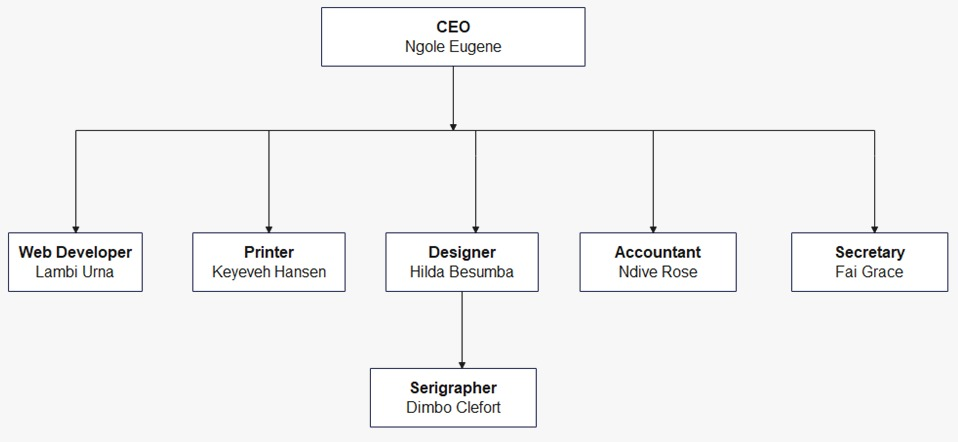 CEO
Ngole Eugene
Web Developer
Lambi Urna
Printer
Keyeveh Hansen
Designer
Hilda Besumba
Accountant
Ndive Rose
Secretary
Fai Grace
Serigrapher
Dimbo Clefort